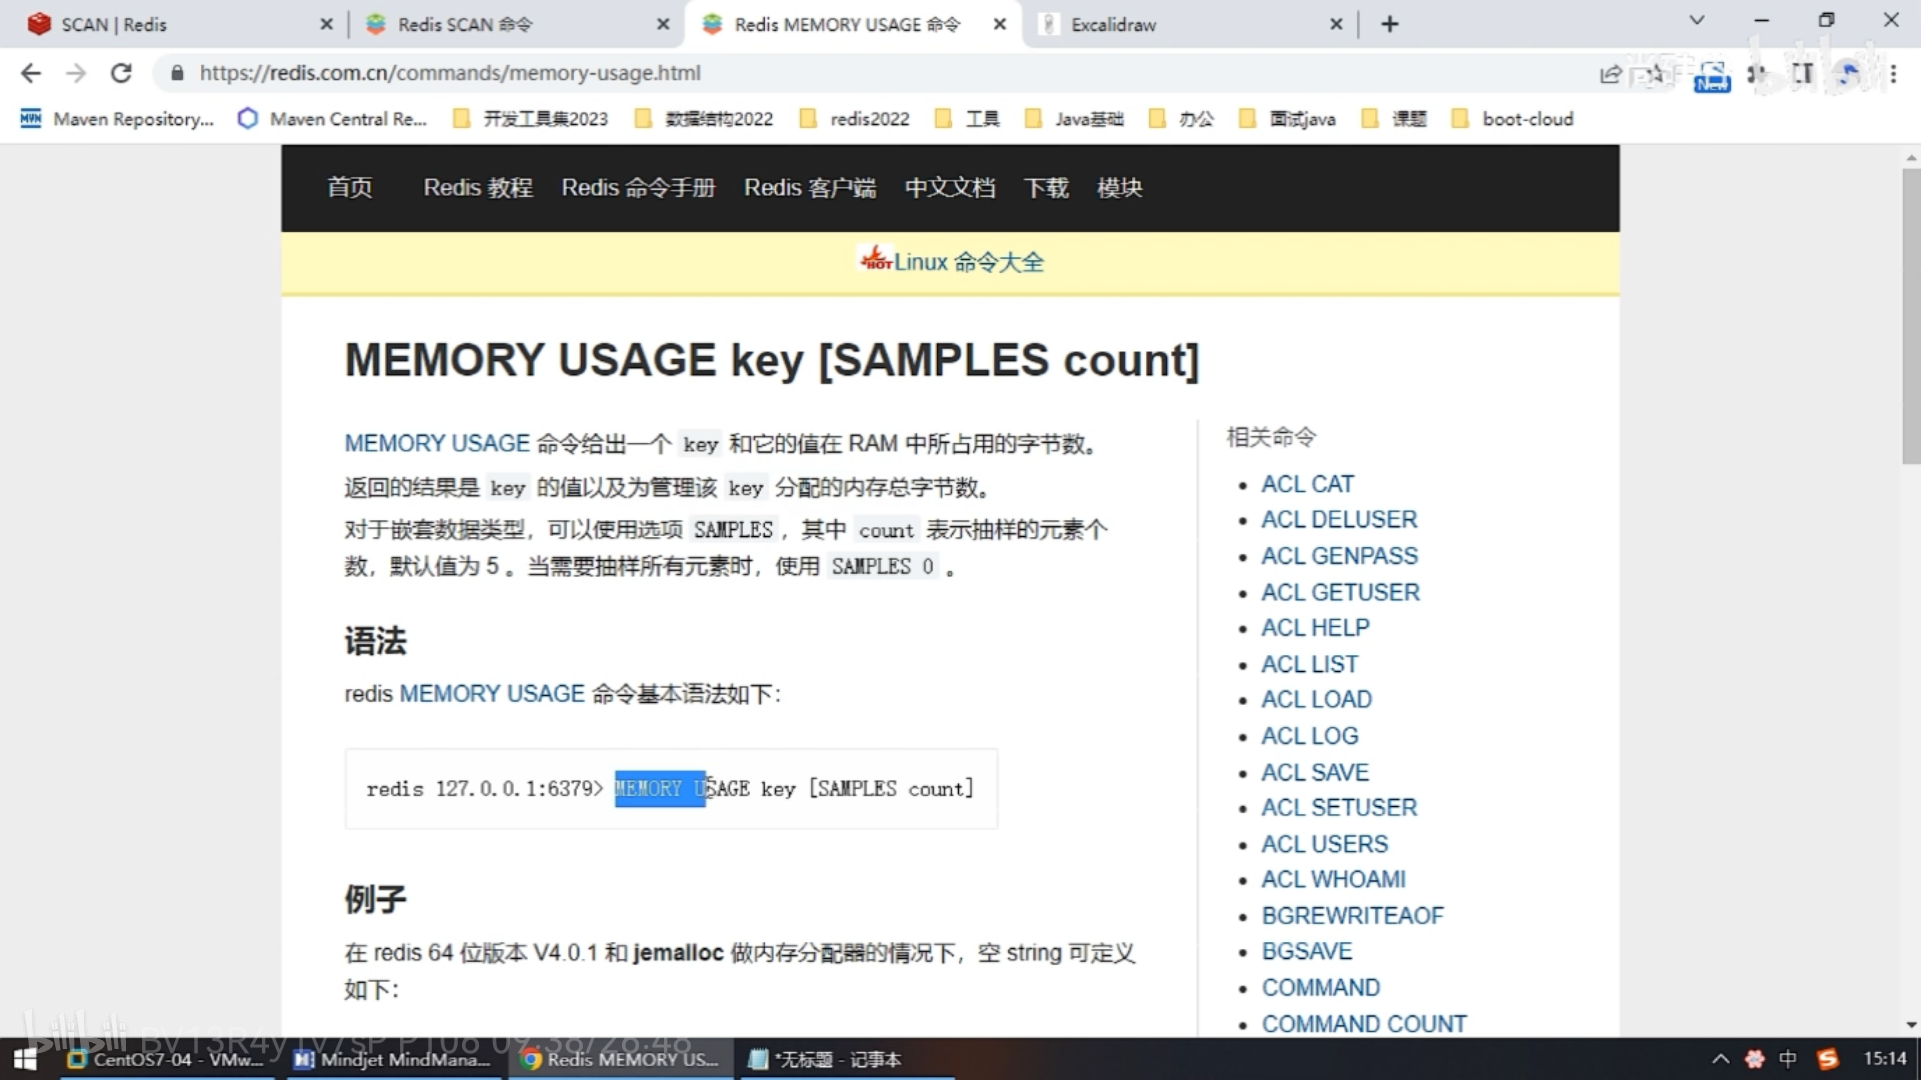 SCAN | Redis
Redis SCAN 命令
Redis MEMORY USAGE 命令
Excalidraw
https://redis.com.cn/commands/memory-usage.html
New
Maven Repository...
Maven Central Re...
开发工具集2023
数据结构2022
redis2022
工具
Java基础
办公
面试java
课题
boot-cloud
首页 Redis 教程 Redis 命令手册 Redis 客户端 中文文档 下载 模块
HOT Linux 命令大全
MEMORY USAGE key [SAMPLES count]
MEMORY USAGE 命令给出一个 key 和它的值在 RAM 中所占用的字节数。
返回的结果是 key 的值以及为管理该 key 分配的内存总字节数。
对于嵌套数据类型，可以使用选项 SAMPLES，其中 count 表示抽样的元素个
数，默认值为 5 。当需要抽样所有元素时，使用 SAMPLES 0 。
语法
redis MEMORY USAGE 命令基本语法如下：
redis 127.0.0.1:6379> MEMORY USAGE key [SAMPLES count]
例子
在 redis 64 位版本 V4.0.1 和 jemalloc 做内存分配器的情况下，空 string 可定义
如下：
相关命令
ACL CAT
ACL DELUSER
ACL GENPASS
ACL GETUSER
ACL HELP
ACL LIST
ACL LOAD
ACL LOG
ACL SAVE
ACL SETUSER
ACL USERS
ACL WHOAMI
BGREWRITEAOF
BGSAVE
COMMAND
COMMAND COUNT
bilibili BV13R4y1v7sP P106 09:38/26:48
CentOS7-04 - VMw...
Mindjet MindMana...
Redis MEMORY US...
*无标题 - 记事本
中
15:14